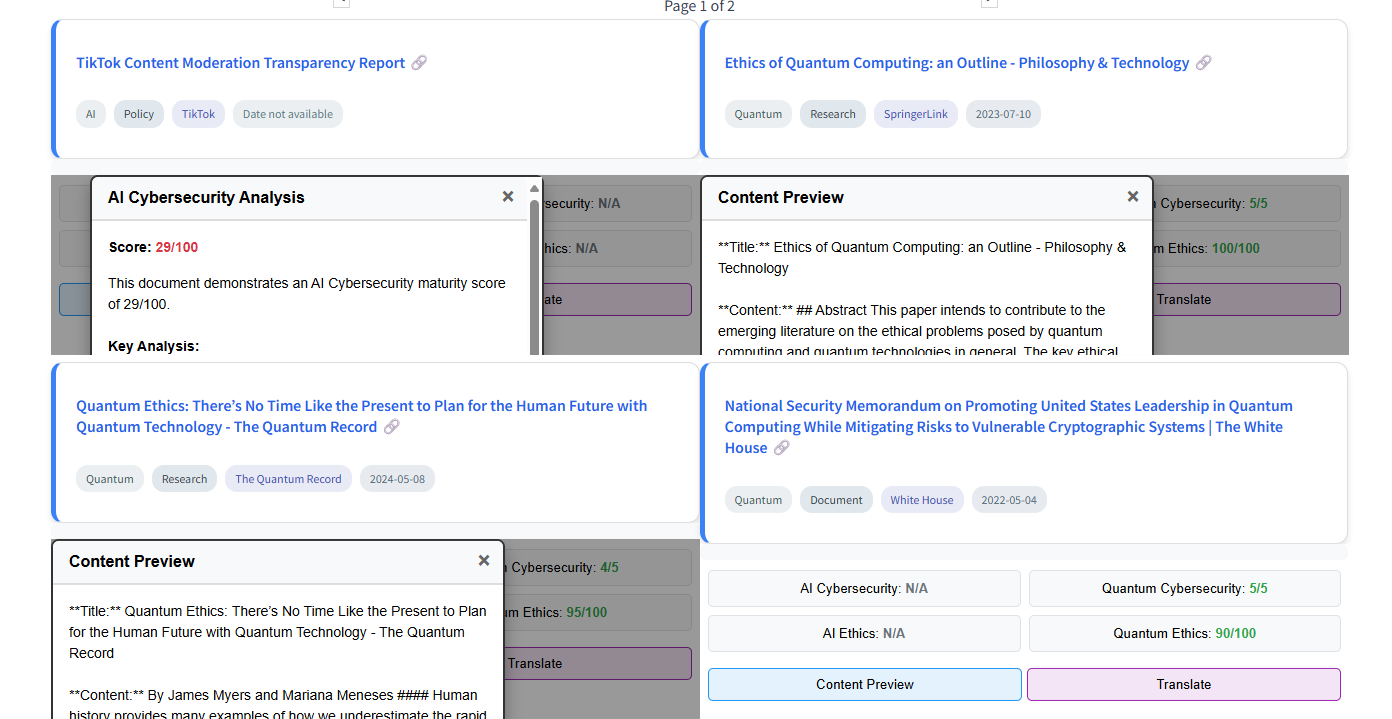 Page 1 of 2
TikTok Content Moderation Transparency Report
AI Policy TikTok Date not available
Ethics of Quantum Computing: an Outline - Philosophy & Technology
Quantum Research SpringerLink 2023-07-10
AI Cybersecurity Analysis ×
Score: 29/100
This document demonstrates an AI Cybersecurity maturity score
of 29/100.
Key Analysis:
N/A
N/A
Content Preview ×
**Title:** Ethics of Quantum Computing: an Outline - Philosophy &
Technology
**Content:** ## Abstract This paper intends to contribute to the
emerging literature on the ethical problems posed by quantum
computing and quantum technologies in general. The key ethical
Cybersecurity: 5/5
Ethics: 100/100
Translate
Quantum Ethics: There’s No Time Like the Present to Plan for the Human Future with
Quantum Technology - The Quantum Record
Quantum Research The Quantum Record 2024-05-08
National Security Memorandum on Promoting United States Leadership in Quantum
Computing While Mitigating Risks to Vulnerable Cryptographic Systems | The White
House
Quantum Document White House 2022-05-04
Content Preview ×
**Title:** Quantum Ethics: There’s No Time Like the Present to Plan
for the Human Future with Quantum Technology - The Quantum
Record
**Content:** By James Myers and Mariana Meneses #### Human
history provides many examples of how we underestimate the rapid
Cybersecurity: 4/5
Ethics: 95/100
Translate
AI Cybersecurity: N/A
Quantum Cybersecurity: 5/5
AI Ethics: N/A
Quantum Ethics: 90/100
Content Preview
Translate